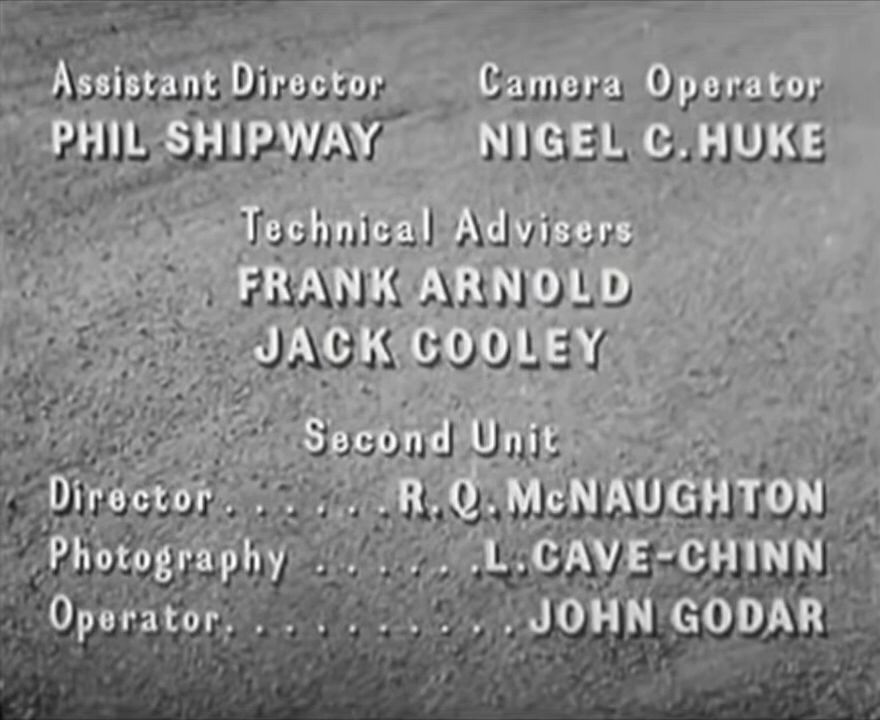 Assistant Director Camera Operator
PHIL SHIPWAY NIGEL C. HUKE
Technical Advisers
FRANK ARNOLD
JACK COOLEY
Second Unit
Director . . . . . . R. Q. McNAUGHTON
Photography . . . . . . L. CAVE-CHINN
Operator . . . . . . . . . . JOHN GODAR